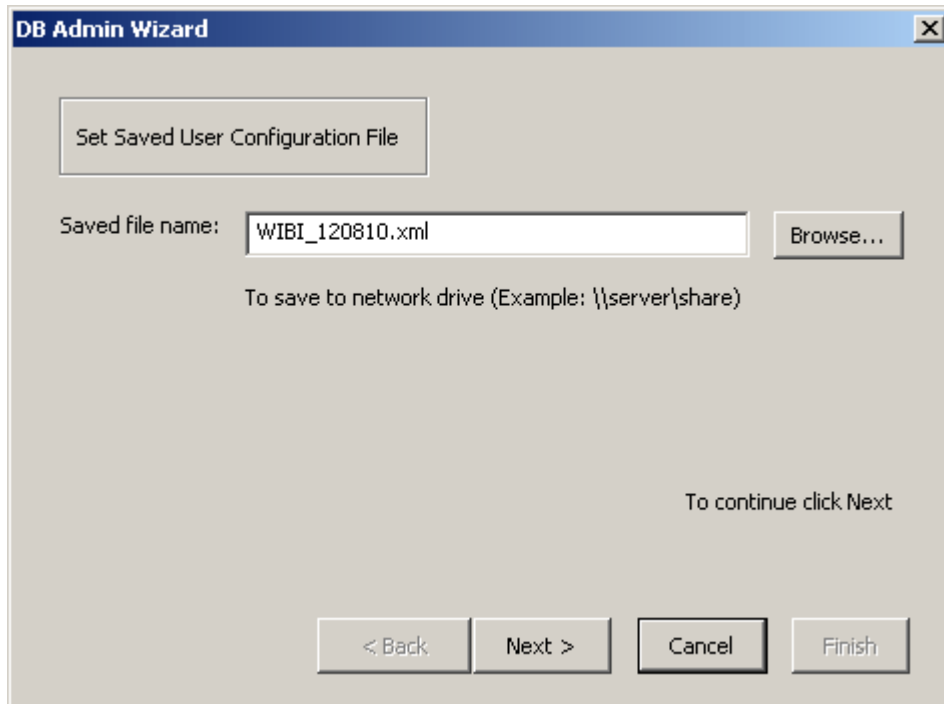 DB Admin Wizard
Set Saved User Configuration File
Saved file name:
WIBI_120810.xml
Browse...
To save to network drive (Example: \\server\share)
To continue click Next
< Back
Next >
Cancel
Finish